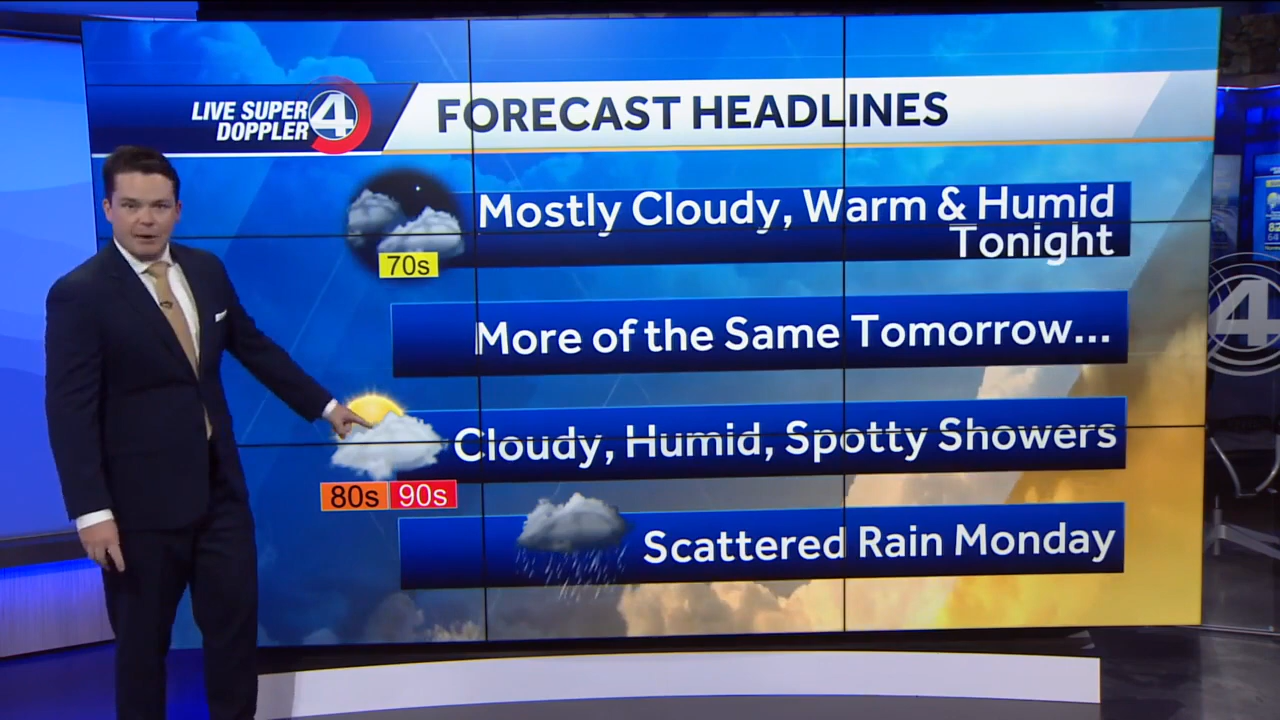 LIVE SUPER
DOPPLER 4
FORECAST HEADLINES
Mostly Cloudy, Warm & Humid
Tonight
70s
More of the Same Tomorrow...
Cloudy, Humid, Spotty Showers
80s 90s
Scattered Rain Monday
4